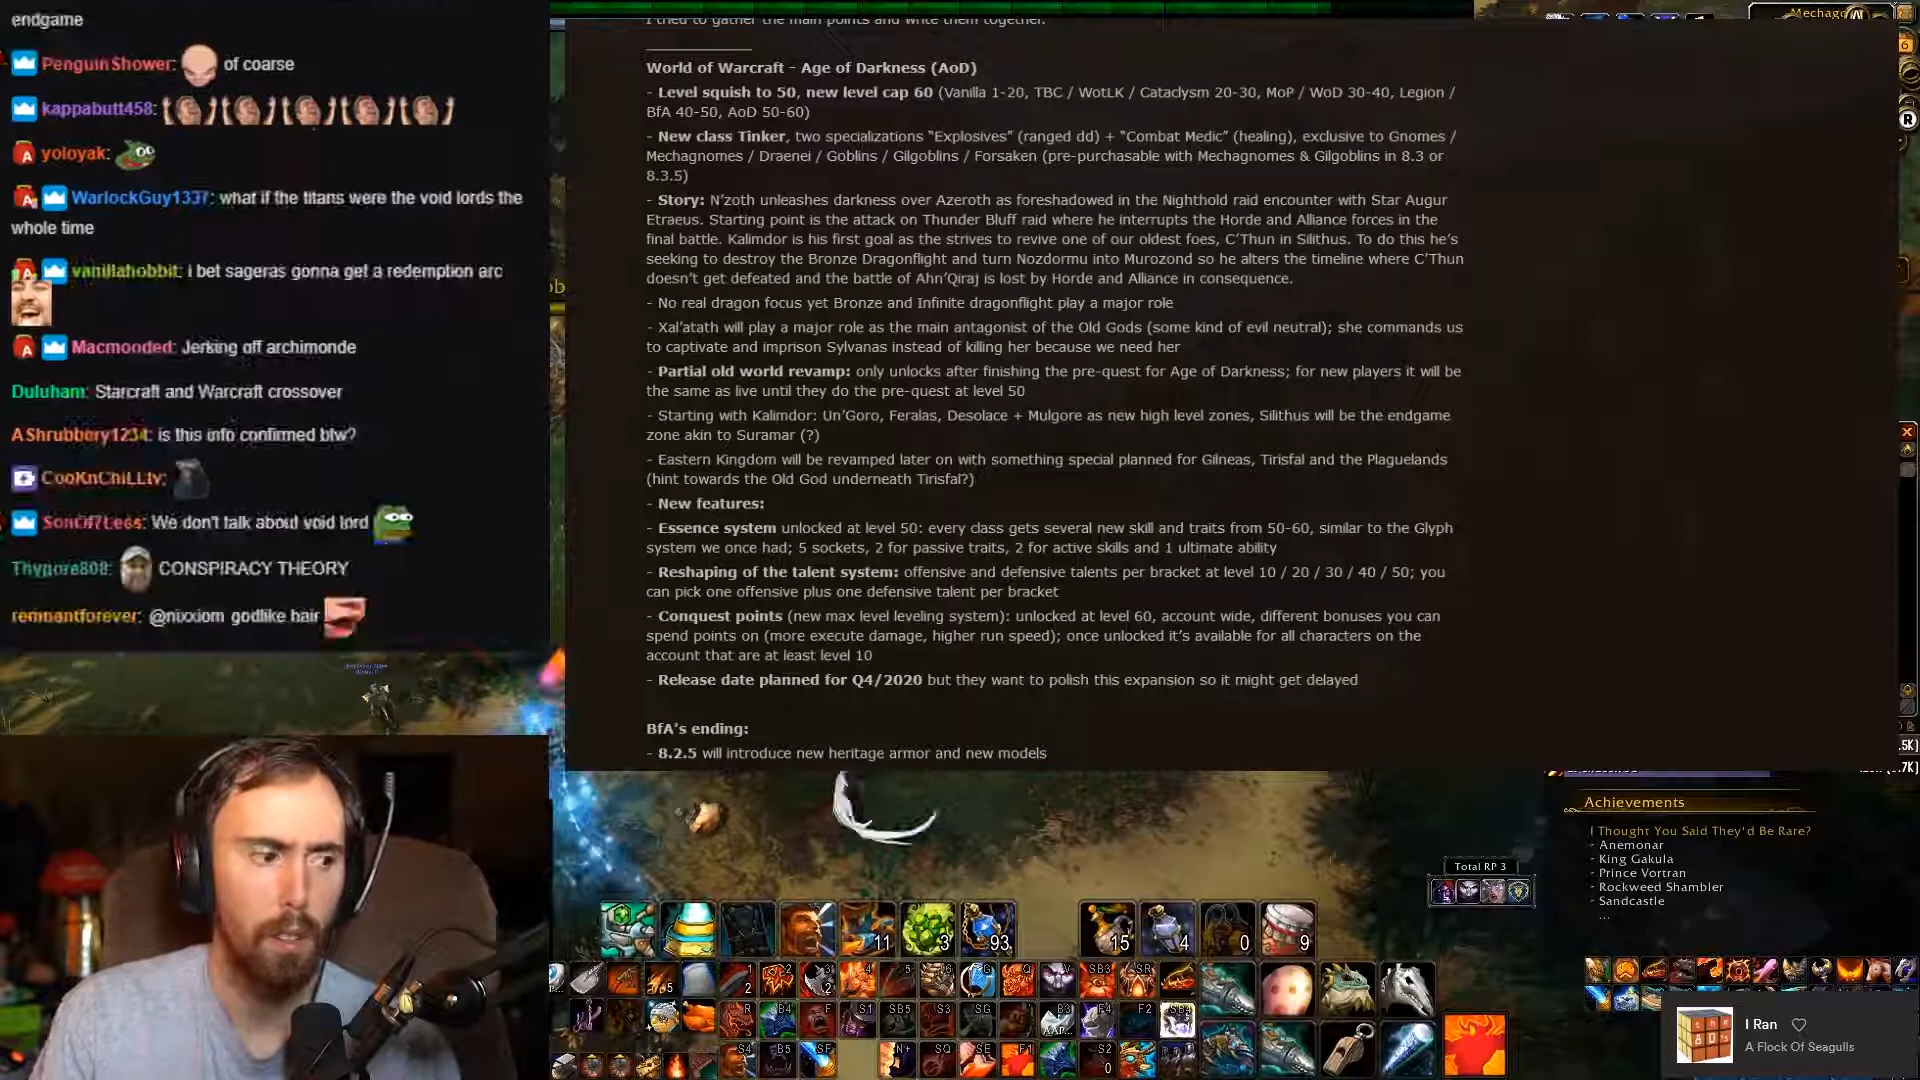 endgame
PenguinShower: of coarse
kappabutt458:
yoloyak:
WarlockGuy1337: what if the titans were the void lords the
whole time
vanillahobbit: i bet sageras gonna get a redemption arc
Macmooded: Jerking off archimonde
Duluham: Starcraft and Warcraft crossover
AShrubbery1234: is this info confirmed btw?
CooKnChiLLtv:
SonOf7Less: We don't talk about void lord
Thypore808: CONSPIRACY THEORY
remnantforever: @nixxiom godlike hair
I tried to gather the main points and write them together.
World of Warcraft - Age of Darkness (AoD)
- Level squish to 50, new level cap 60 (Vanilla 1-20, TBC / WotLK / Cataclysm 20-30, MoP / WoD 30-40, Legion /
BfA 40-50, AoD 50-60)
- New class Tinker, two specializations "Explosives" (ranged dd) + "Combat Medic" (healing), exclusive to Gnomes /
Mechagnomes / Draenei / Goblins / Gilgoblins / Forsaken (pre-purchasable with Mechagnomes & Gilgoblins in 8.3 or
8.3.5)
- Story: N'zoth unleashes darkness over Azeroth as foreshadowed in the Nighthold raid encounter with Star Augur
Etraeus. Starting point is the attack on Thunder Bluff raid where he interrupts the Horde and Alliance forces in the
final battle. Kalimdor is his first goal as the strives to revive one of our oldest foes, C'Thun in Silithus. To do this he's
seeking to destroy the Bronze Dragonflight and turn Nozdormu into Murozond so he alters the timeline where C'Thun
doesn't get defeated and the battle of Ahn'Qiraj is lost by Horde and Alliance in consequence.
- No real dragon focus yet Bronze and Infinite dragonflight play a major role
- Xal'atath will play a major role as the main antagonist of the Old Gods (some kind of evil neutral); she commands us
to captivate and imprison Sylvanas instead of killing her because we need her
- Partial old world revamp: only unlocks after finishing the pre-quest for Age of Darkness; for new players it will be
the same as live until they do the pre-quest at level 50
- Starting with Kalimdor: Un'Goro, Feralas, Desolace + Mulgore as new high level zones, Silithus will be the endgame
zone akin to Suramar (?)
- Eastern Kingdom will be revamped later on with something special planned for Gilneas, Tirisfal and the Plaguelands
(hint towards the Old God underneath Tirisfal?)
- New features:
- Essence system unlocked at level 50: every class gets several new skill and traits from 50-60, similar to the Glyph
system we once had; 5 sockets, 2 for passive traits, 2 for active skills and 1 ultimate ability
- Reshaping of the talent system: offensive and defensive talents per bracket at level 10 / 20 / 30 / 40 / 50; you
can pick one offensive plus one defensive talent per bracket
- Conquest points (new max level leveling system): unlocked at level 60, account wide, different bonuses you can
spend points on (more execute damage, higher run speed); once unlocked it's available for all characters on the
account that are at least level 10
- Release date planned for Q4/2020 but they want to polish this expansion so it might get delayed
BfA's ending:
- 8.2.5 will introduce new heritage armor and new models
Achievements
I Thought You Said They'd Be Rare?
- Anemonar
- King Gakula
- Prince Vortran
- Rockweed Shambler
- Sandcastle
...
Total RP 3
11 3 93 15 4 0 9
I Ran
A Flock Of Seagulls